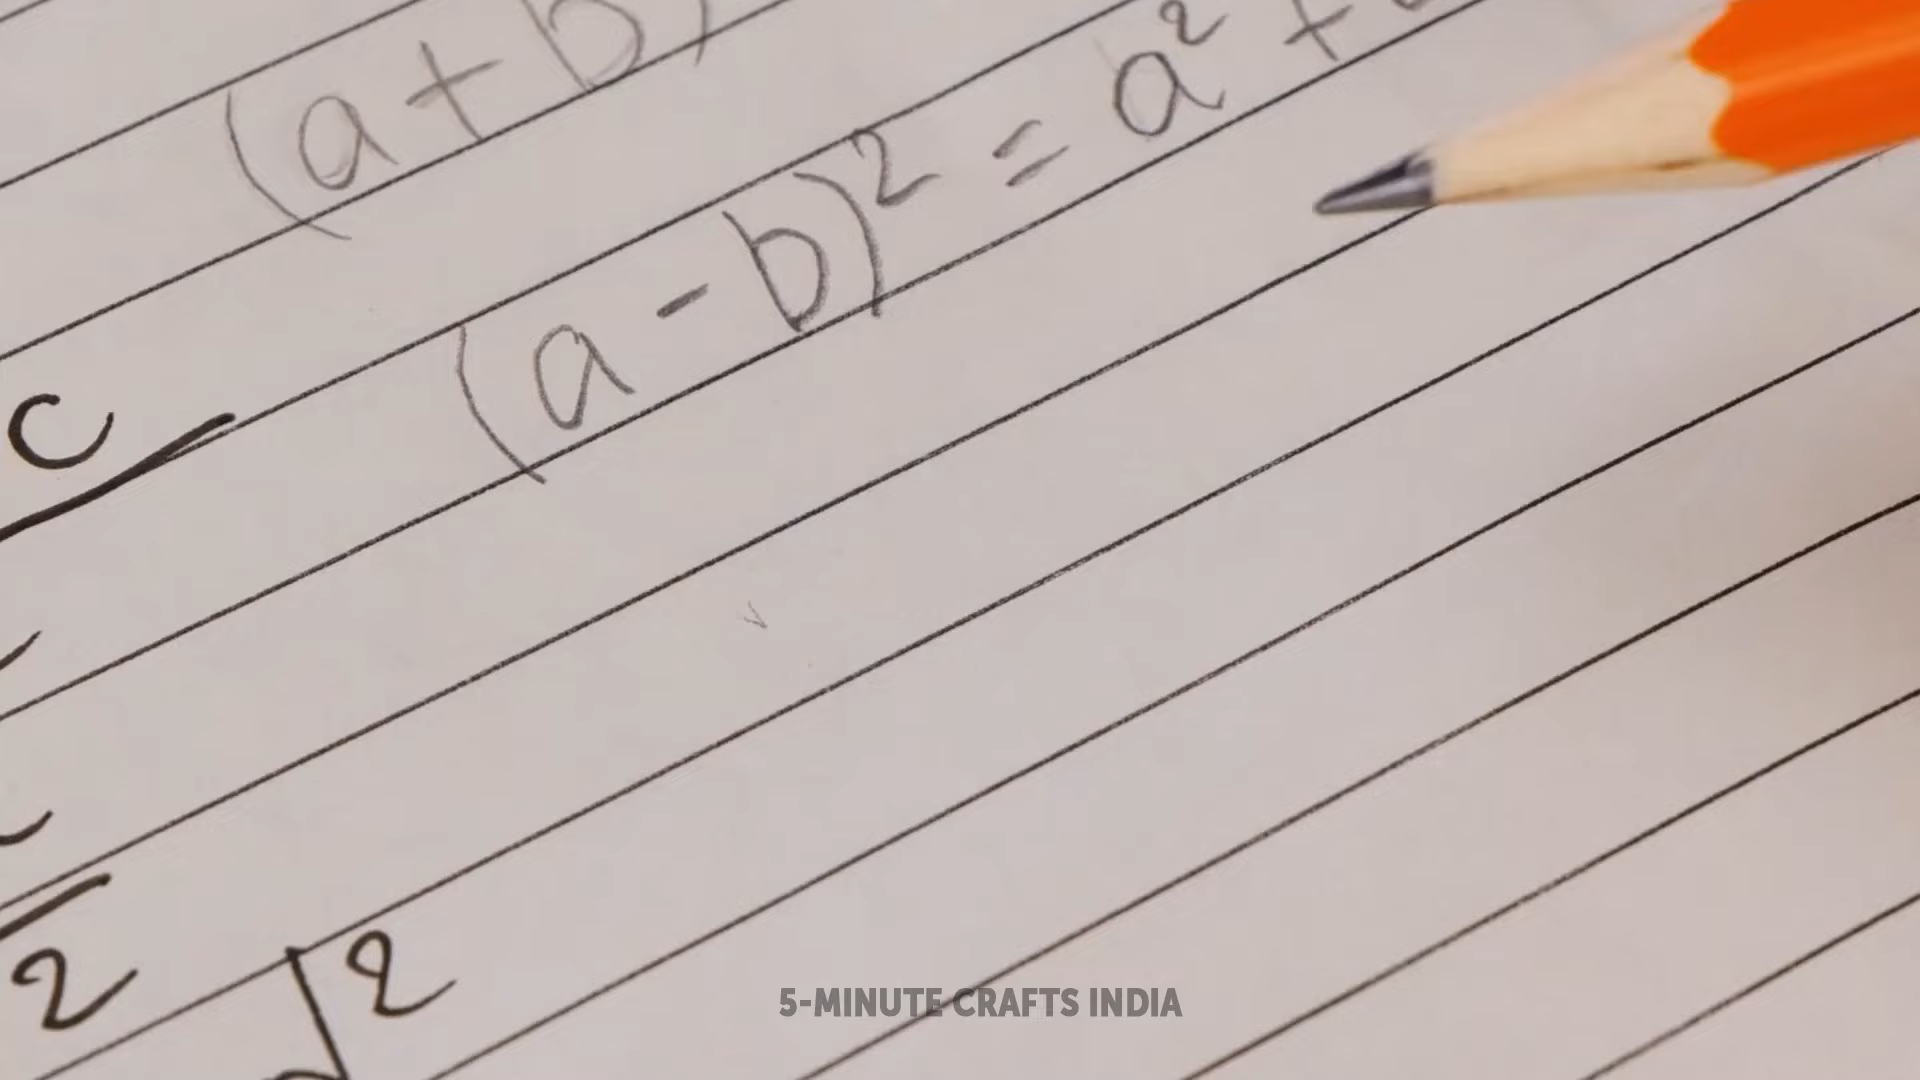 (a+b)
(a-b)² = a² +
c
2
√2
5-MINUTE CRAFTS INDIA